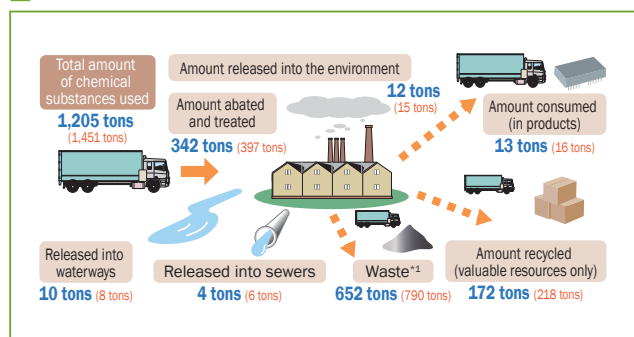 Total amount
of chemical
substances used
1,205 tons
(1,451 tons)
Amount released into the environment
12 tons
(15 tons)
Amount abated
and treated
342 tons (397 tons)
Amount consumed
(in products)
13 tons (16 tons)
Released into
waterways
10 tons (8 tons)
Released into sewers
4 tons (6 tons)
Waste*1
652 tons (790 tons)
Amount recycled
(valuable resources only)
172 tons (218 tons)